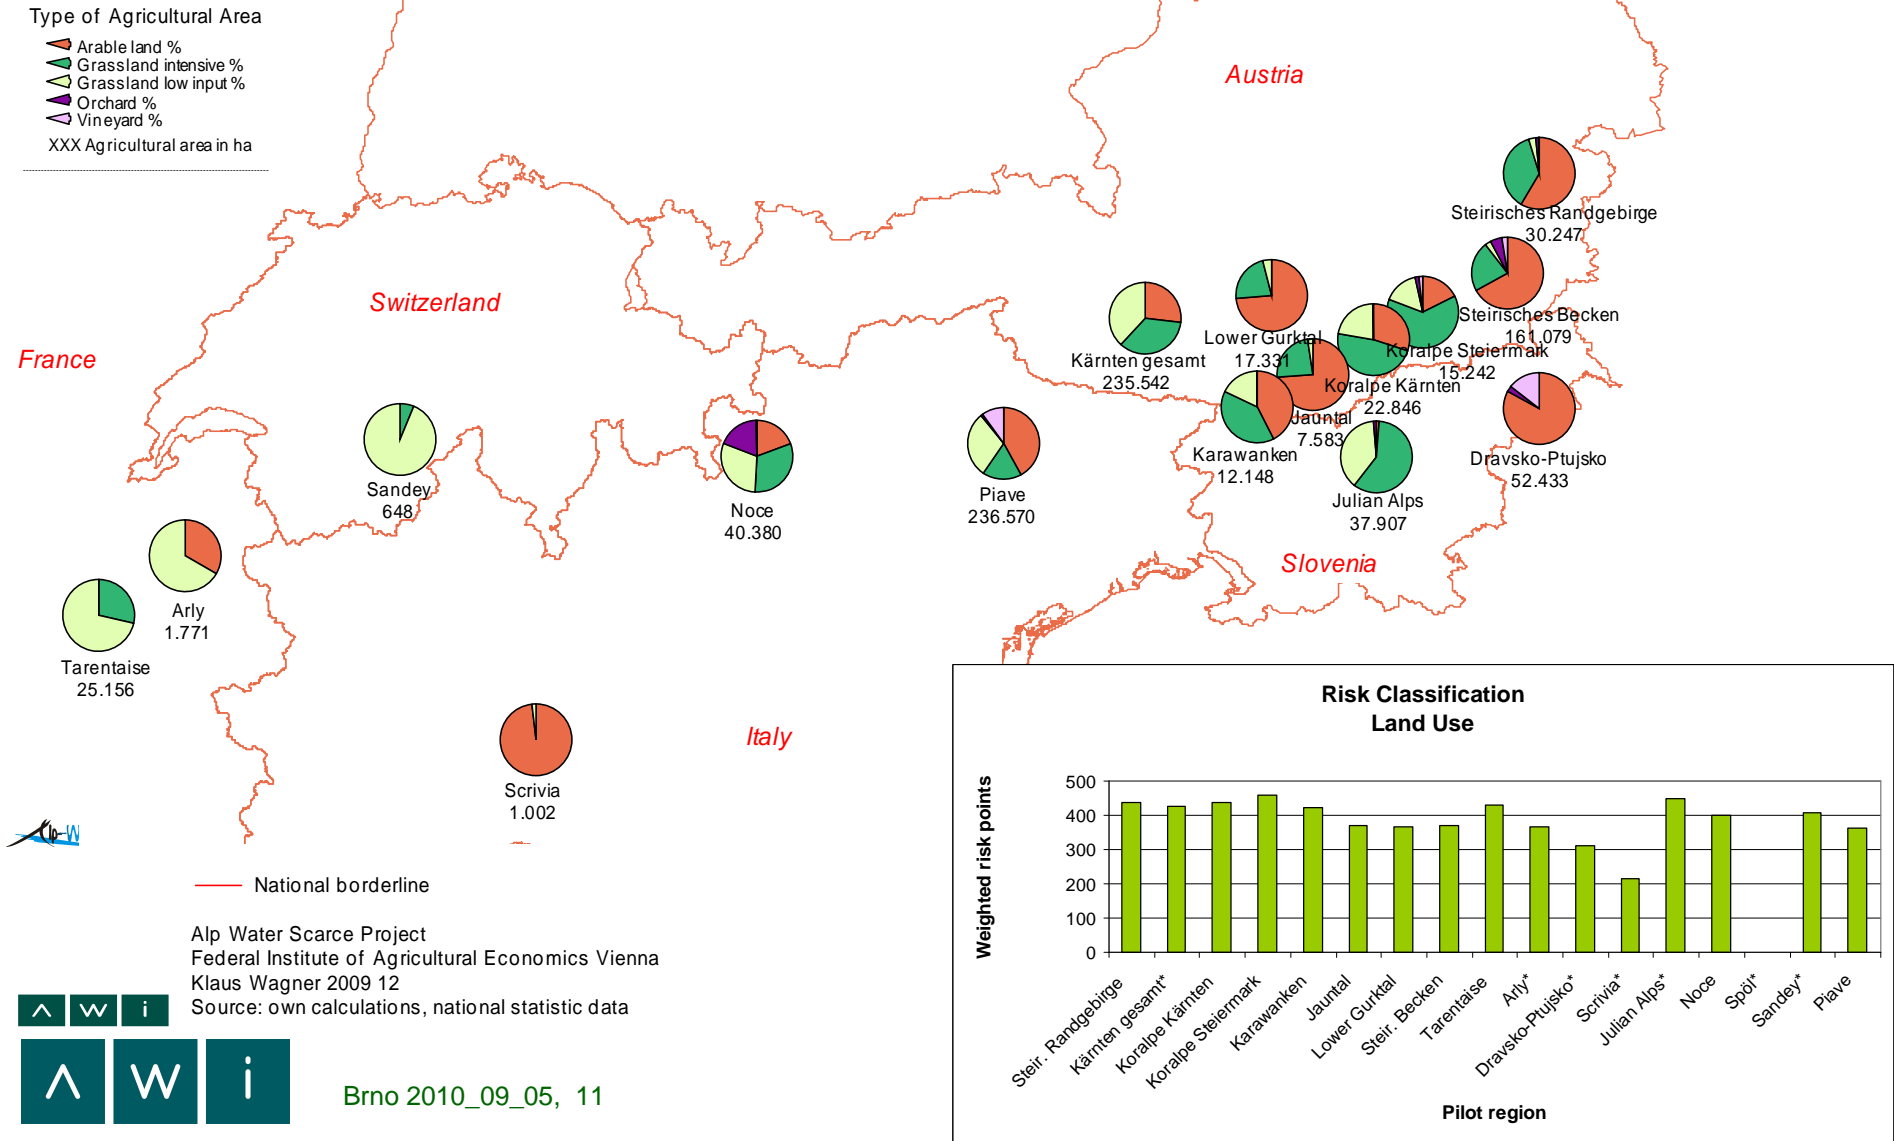 Type of Agricultural Area
Arable land %
Grassland intensive %
Grassland low input %
Orchard %
Vineyard %
XXX Agricultural area in ha
Austria
Switzerland
France
Italy
Slovenia
Steirisches Randgebirge
30.247
Steirisches Becken
161.079
Kärnten gesamt
235.542
Lower Gurktal
17.331
Koralpe Steiermark
15.242
Koralpe Kärnten
22.846
Jauntal
7.583
Karawanken
12.148
Julian Alps
37.907
Dravsko-Ptujsko
52.433
Sandey
648
Noce
40.380
Piave
236.570
Arly
1.771
Tarentaise
25.156
Scrivia
1.002
Alp-W
National borderline
Alp Water Scarce Project
Federal Institute of Agricultural Economics Vienna
Klaus Wagner 2009 12
Source: own calculations, national statistic data
Λ W i
Λ W i
Brno 2010_09_05, 11
Risk Classification
Land Use
Weighted risk points
500
400
300
200
100
0
Steir. Randgebirge
Kärnten gesamt*
Koralpe Kärnten
Koralpe Steiermark
Karawanken
Jauntal
Lower Gurktal
Steir. Becken
Tarentaise
Arly*
Dravsko-Ptujsko*
Scrivia*
Julian Alps*
Noce
Spöl*
Sandey*
Piave
Pilot region